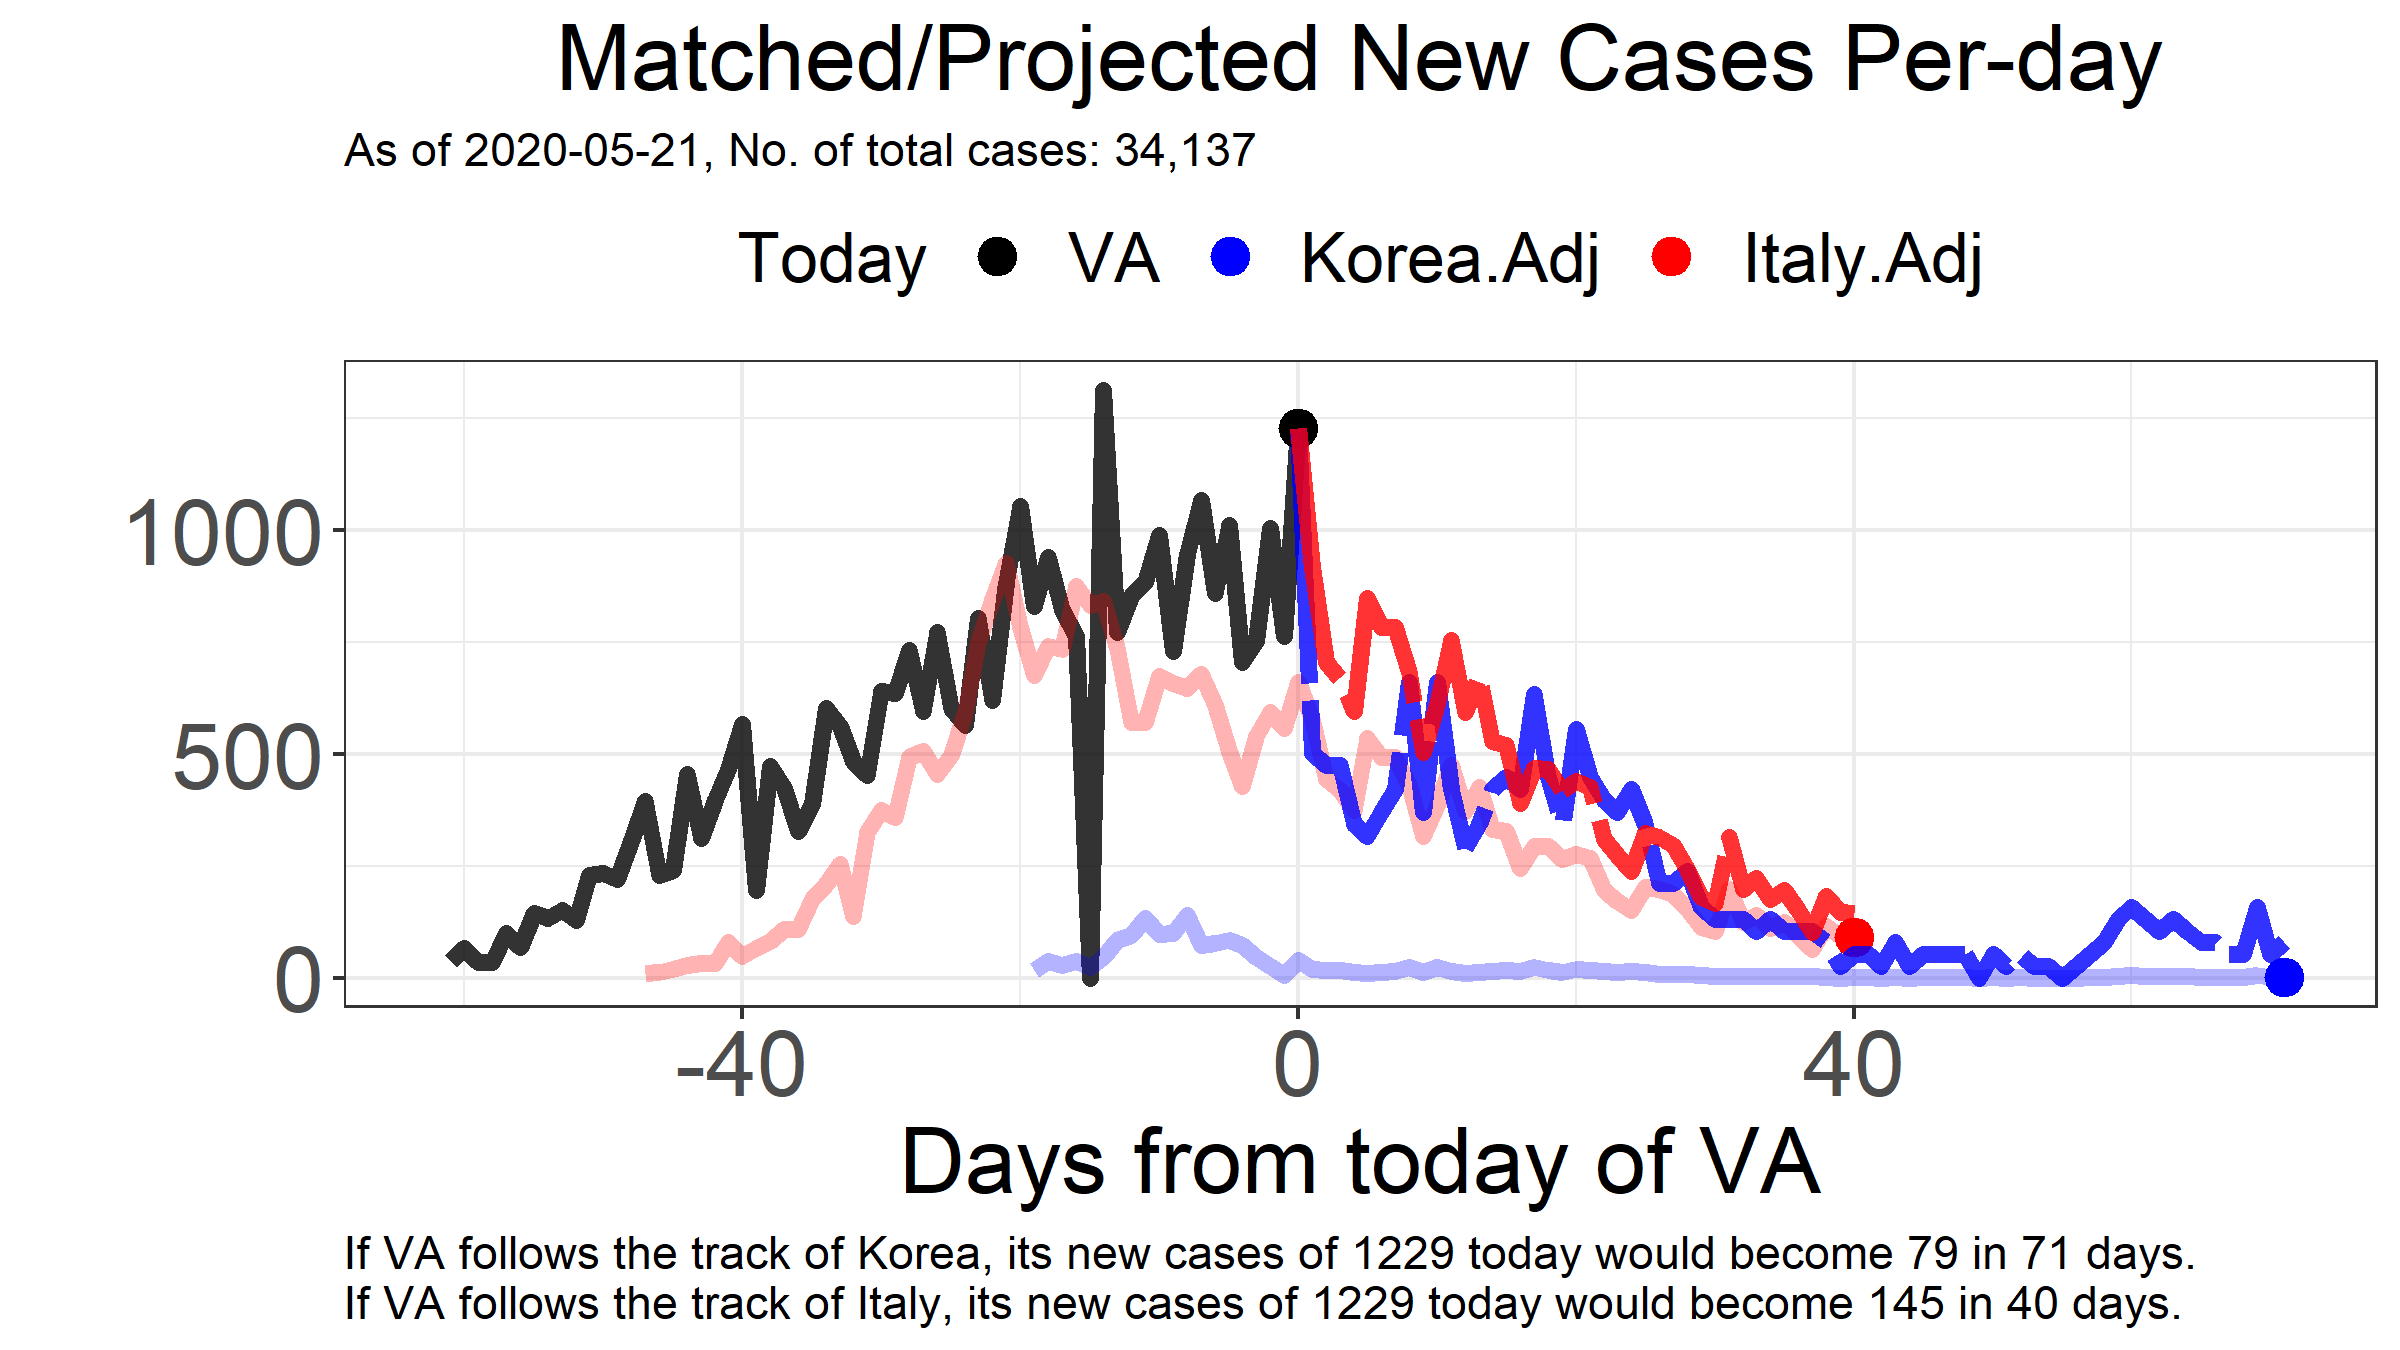 Matched/Projected New Cases Per-day
As of 2020-05-21, No. of total cases: 34,137
Today VA Korea.Adj Italy.Adj
1000
500
0
-40 0 40
Days from today of VA
If VA follows the track of Korea, its new cases of 1229 today would become 79 in 71 days.
If VA follows the track of Italy, its new cases of 1229 today would become 145 in 40 days.